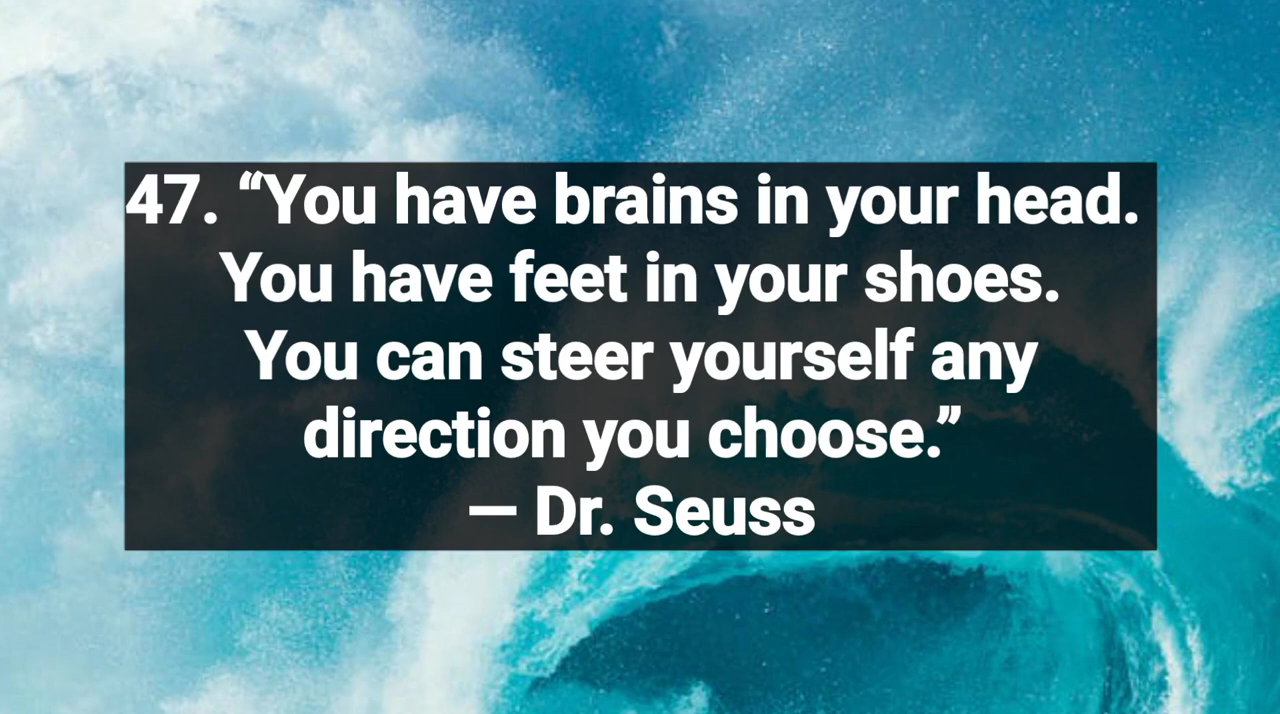 47. “You have brains in your head.
You have feet in your shoes.
You can steer yourself any
direction you choose.”
— Dr. Seuss